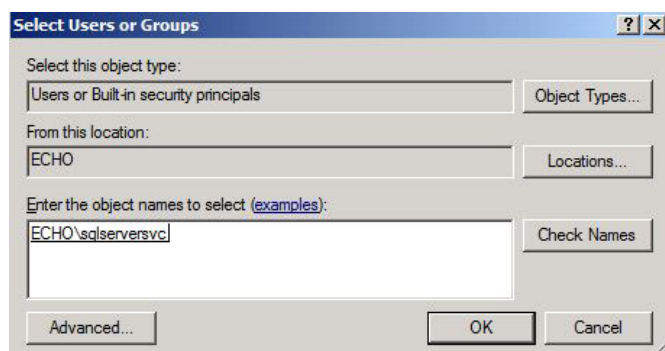 Select Users or Groups
Select this object type:
Users or Built-in security principals
Object Types...
From this location:
ECHO
Locations...
Enter the object names to select (examples):
ECHO\sqlserversvc
Check Names
Advanced...
OK
Cancel